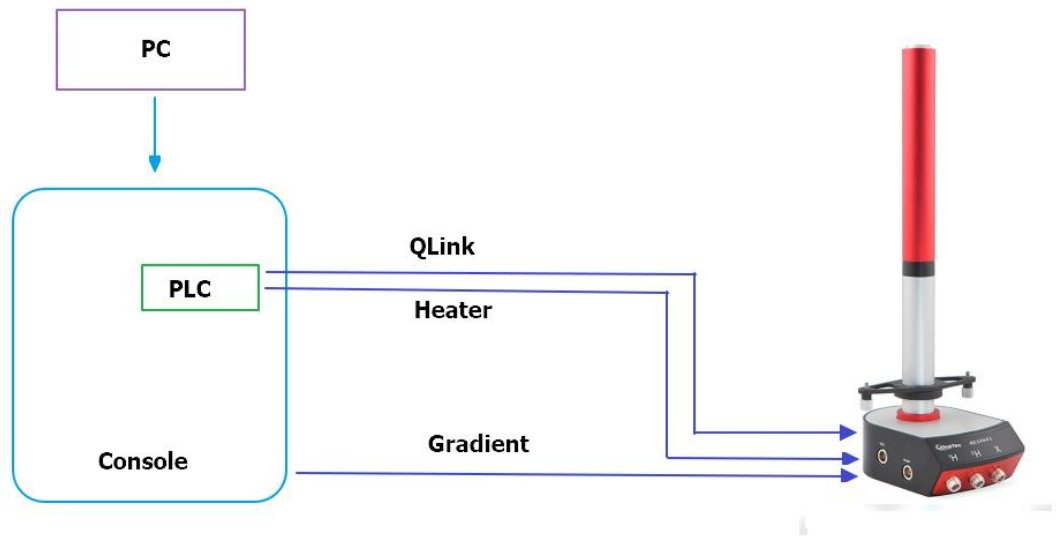 PC
QLink
PLC
Heater
Gradient
Console
H
X